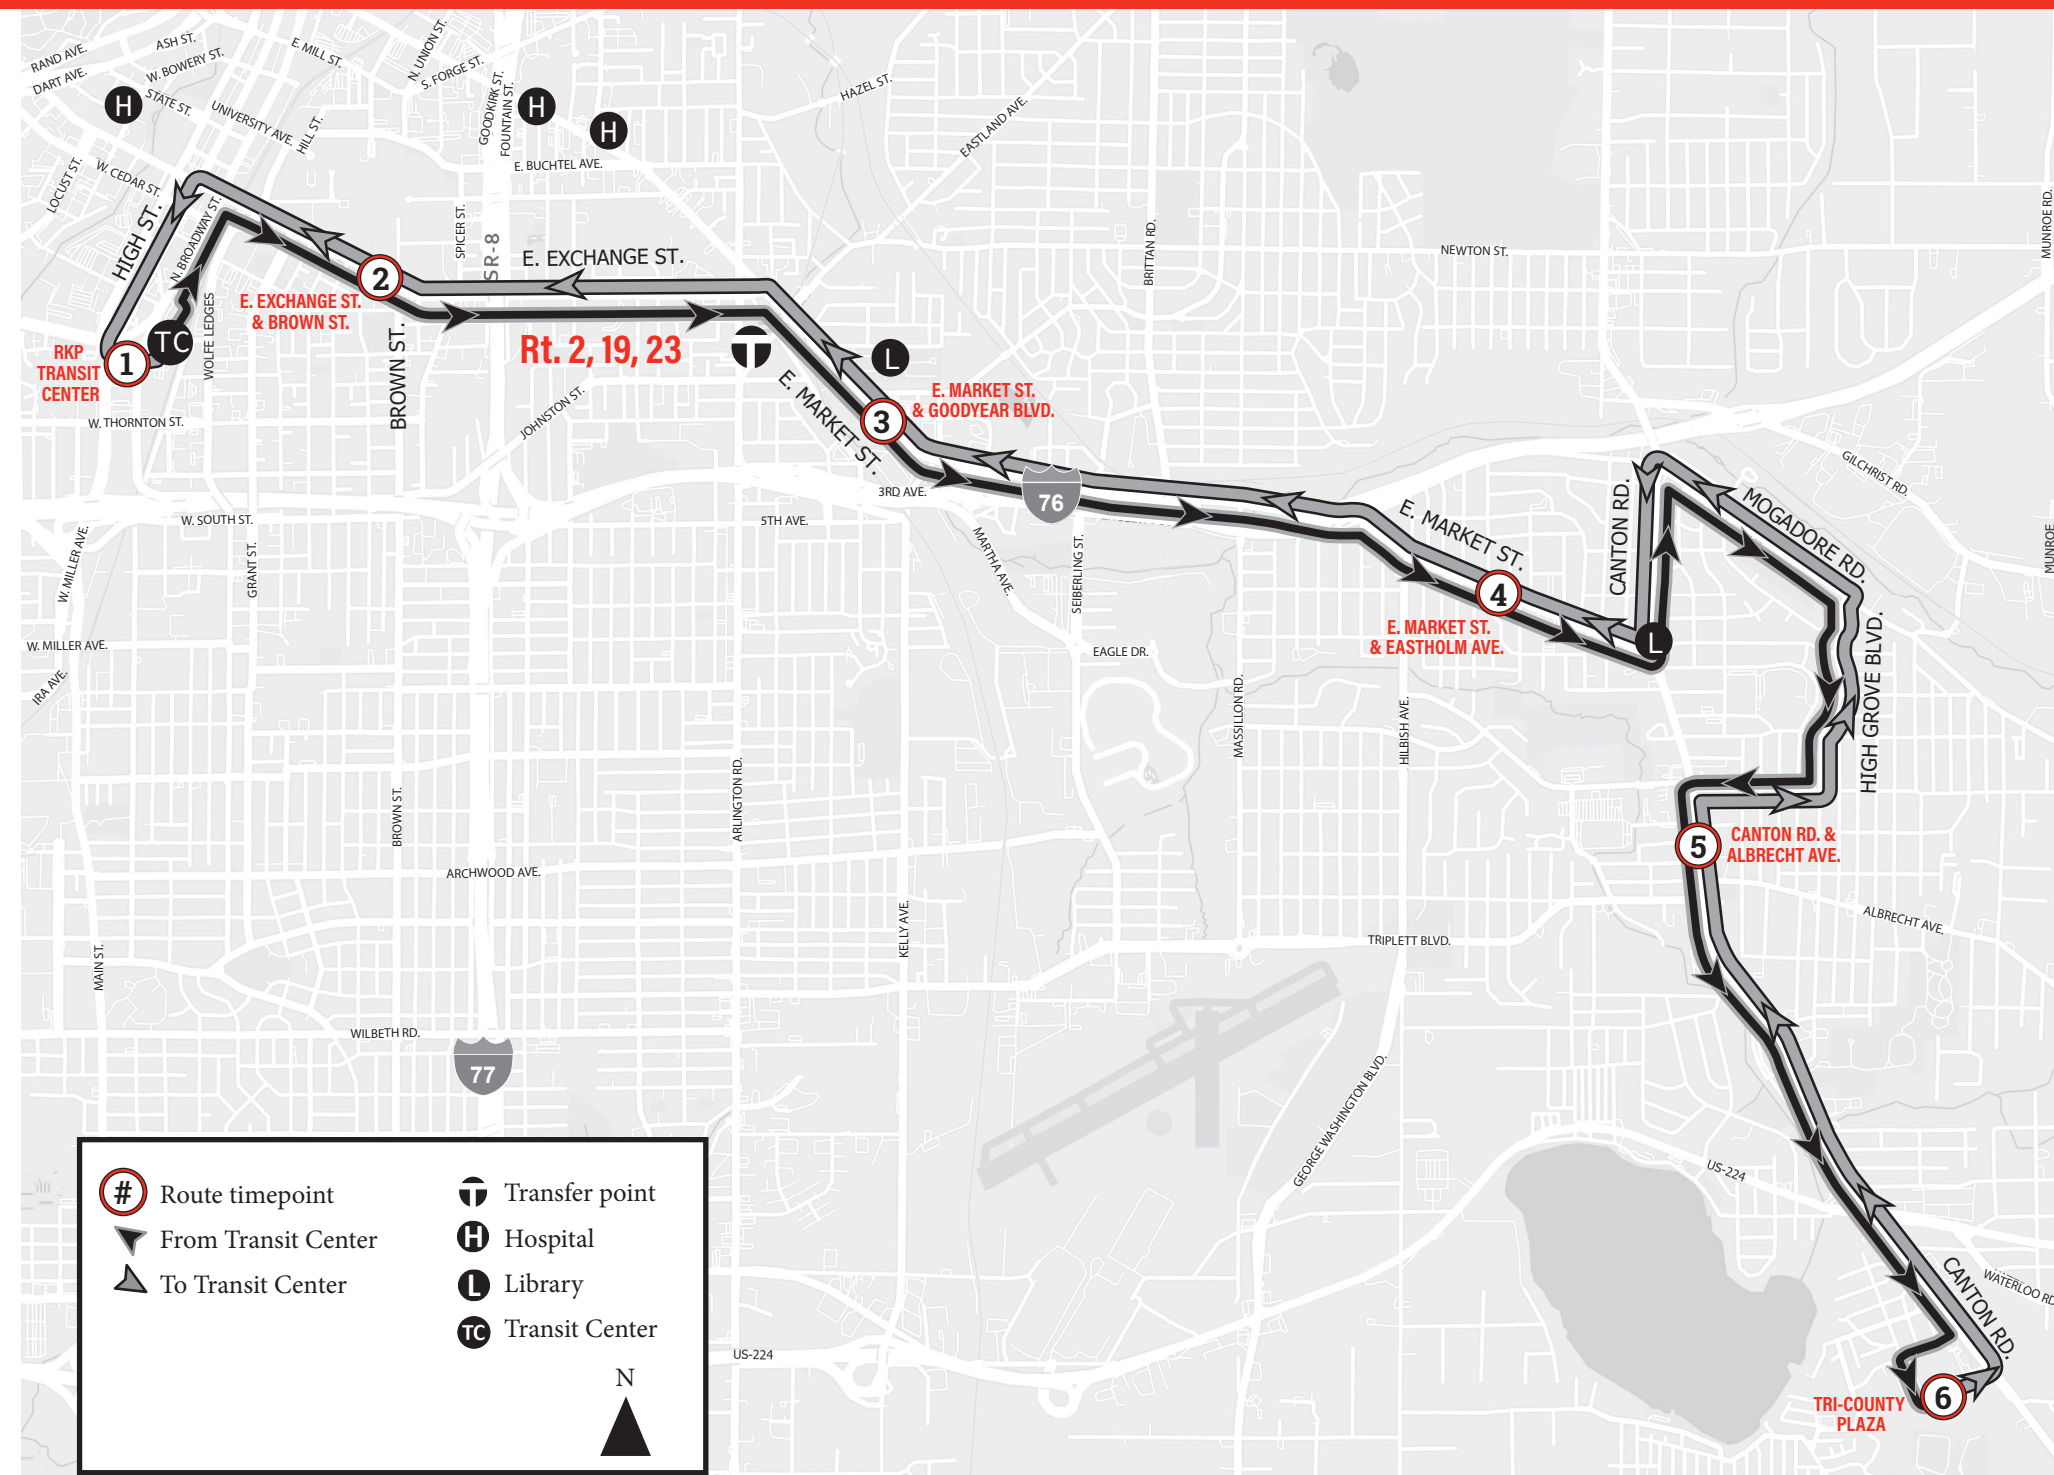 RAND AVE.
ASH ST.
DART AVE.
W. BOWERY ST.
E. MILL ST.
N. UNION ST.
S. FORGE ST.
H
STATE ST.
UNIVERSITY AVE.
HILL ST.
GOODKIRK ST.
FOUNTAIN ST.
H
H
E. BUCHTEL AVE.
HAZEL ST.
EASTLAND AVE.
LOCUST ST.
W. CEDAR ST.
HIGH ST.
N. BROADWAY ST.
SPICER ST.
SR-8
E. EXCHANGE ST.
BRITTAN RD.
NEWTON ST.
MUNROE RD.
2
E. EXCHANGE ST.
& BROWN ST.
WOLFE LEDGES
TC
1
RKP
TRANSIT
CENTER
BROWN ST.
Rt. 2, 19, 23
T
L
E. MARKET ST.
& GOODYEAR BLVD.
3
E. MARKET ST.
JOHNSTON ST.
W. THORNTON ST.
3RD AVE.
76
5TH AVE.
W. SOUTH ST.
W. MILLER AVE.
GRANT ST.
MARTHA AVE.
SEIBERLING ST.
E. MARKET ST.
CANTON RD.
MOGADORE RD.
GILCHRIST RD.
MUNROE
4
E. MARKET ST.
& EASTHOLM AVE.
L
W. MILLER AVE.
IRA AVE.
EAGLE DR.
MASSILLON RD.
HILBISH AVE.
HIGH GROVE BLVD.
BROWN ST.
ARLINGTON RD.
5
CANTON RD. &
ALBRECHT AVE.
ARCHWOOD AVE.
KELLY AVE.
ALBRECHT AVE.
TRIPLETT BLVD.
MAIN ST.
WILBETH RD.
77
GEORGE WASHINGTON BLVD.
US-224
CANTON RD.
WATERLOO RD.
US-224
TRI-COUNTY
PLAZA
6
# Route timepoint
From Transit Center
To Transit Center
T Transfer point
H Hospital
L Library
TC Transit Center
N